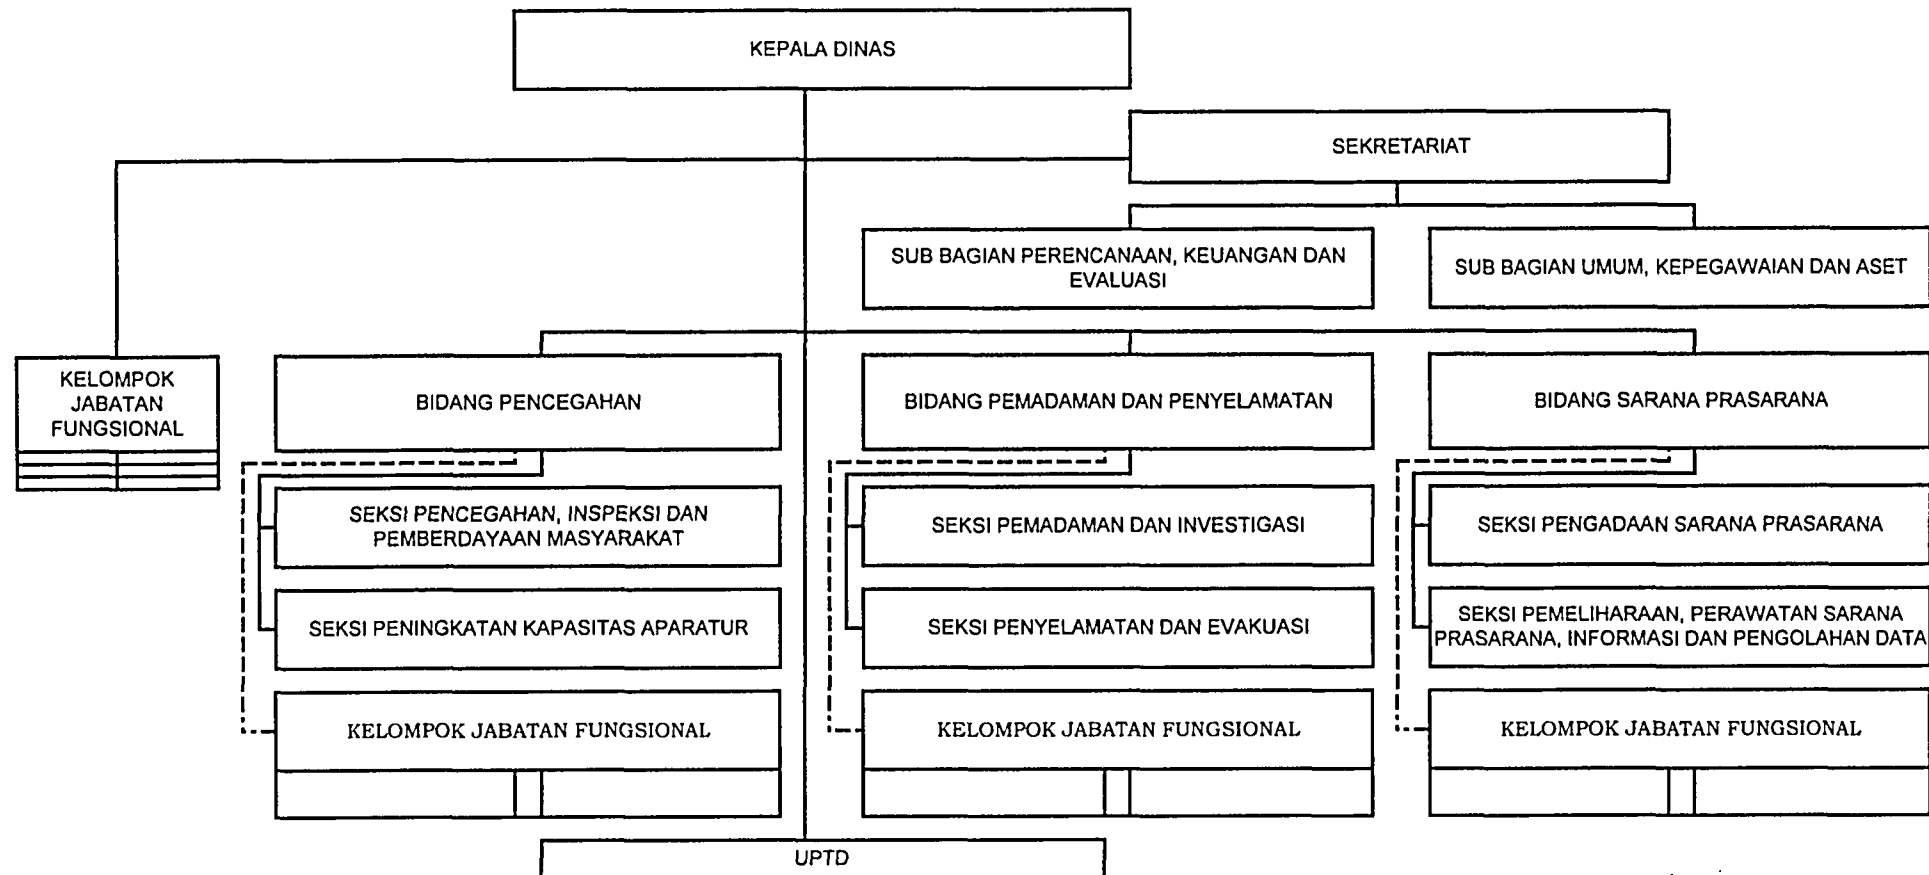 KEPALA DINAS
SEKRETARIAT
SUB BAGIAN PERENCANAAN, KEUANGAN DAN
EVALUASI
SUB BAGIAN UMUM, KEPEGAWAIAN DAN ASET
KELOMPOK
JABATAN
FUNGSIONAL
BIDANG PENCEGAHAN
BIDANG PEMADAMAN DAN PENYELAMATAN
BIDANG SARANA PRASARANA
SEKSI PENCEGAHAN, INSPEKSI DAN
PEMBERDAYAAN MASYARAKAT
SEKSI PEMADAMAN DAN INVESTIGASI
SEKSI PENGADAAN SARANA PRASARANA
SEKSI PENINGKATAN KAPASITAS APARATUR
SEKSI PENYELAMATAN DAN EVAKUASI
SEKSI PEMELIHARAAN, PERAWATAN SARANA
PRASARANA, INFORMASI DAN PENGOLAHAN DATA
KELOMPOK JABATAN FUNGSIONAL
KELOMPOK JABATAN FUNGSIONAL
KELOMPOK JABATAN FUNGSIONAL
UPTD